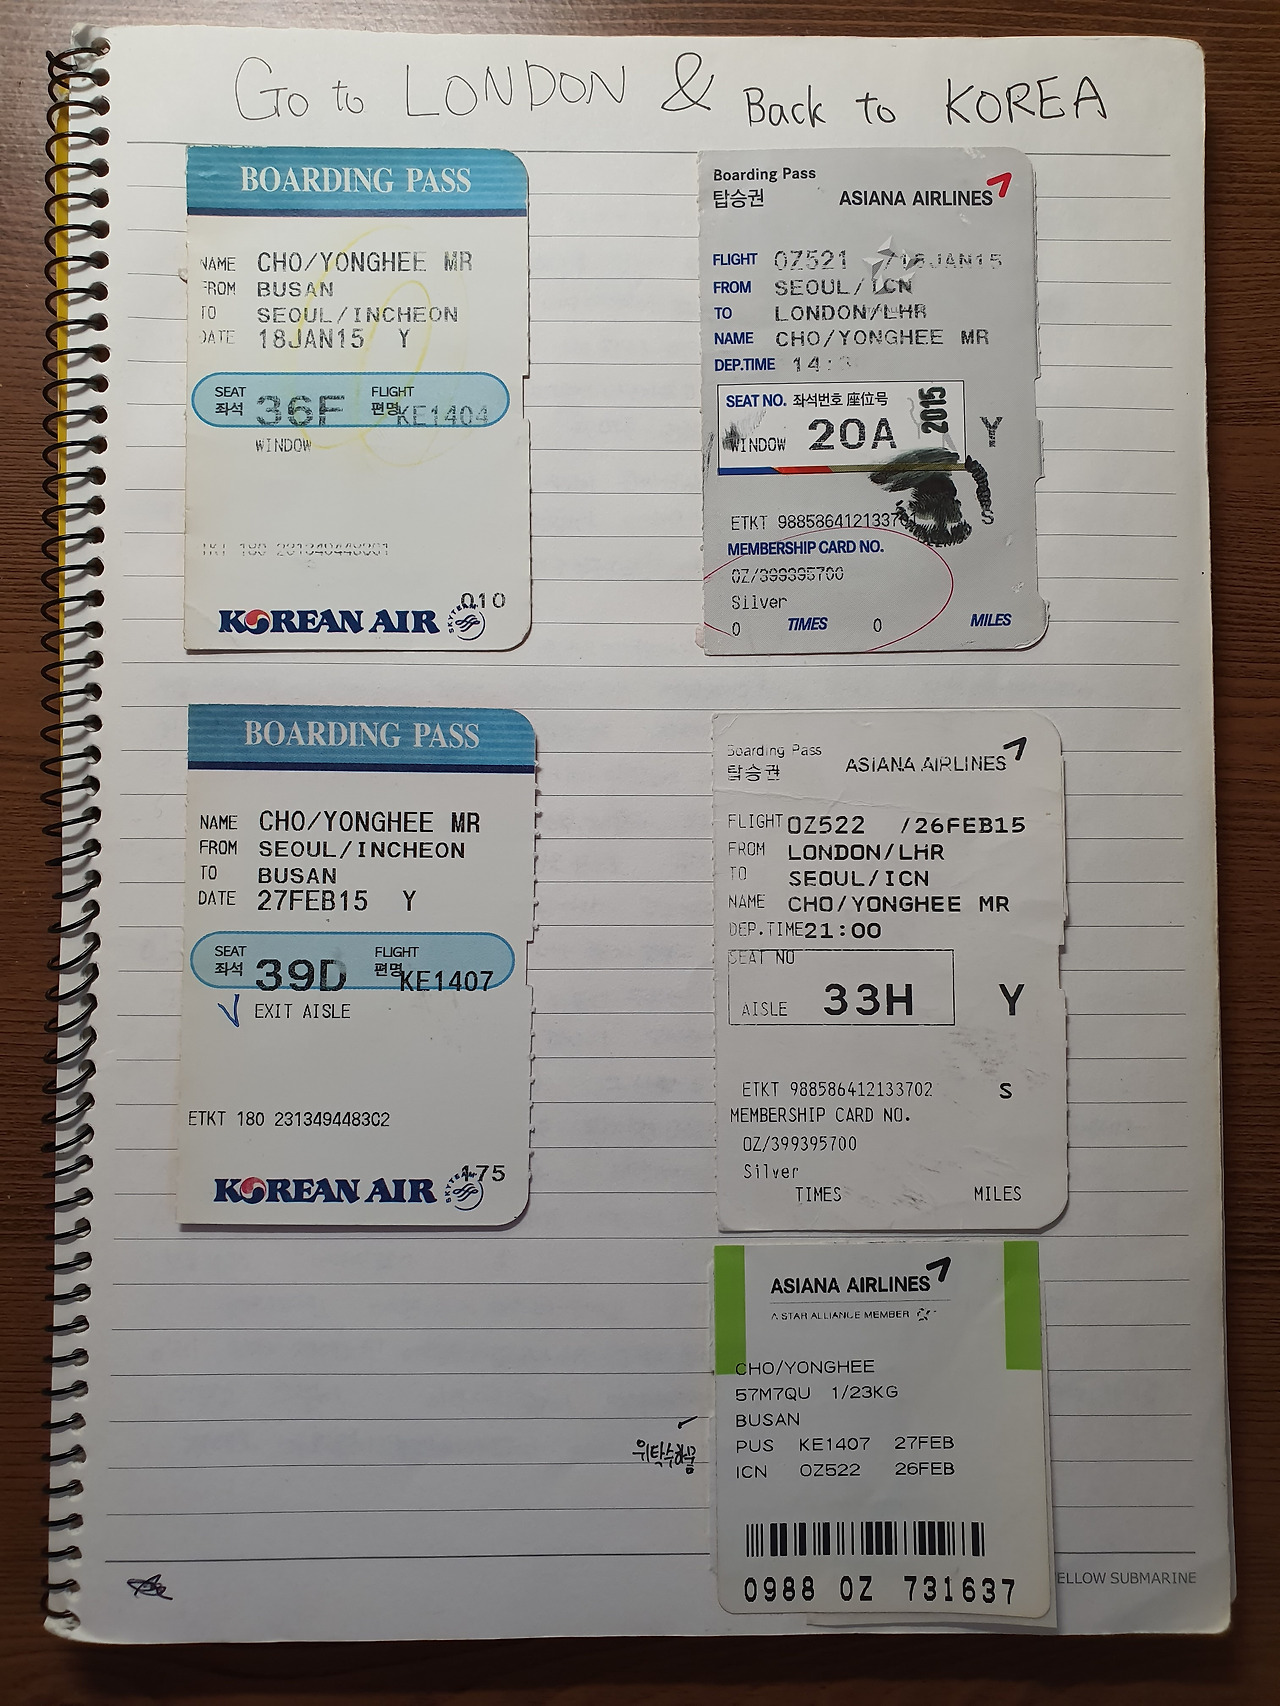 Go to LONDON & Back to KOREA
BOARDING PASS
NAME CHO/YONGHEE MR
FROM BUSAN
TO SEOUL/INCHEON
DATE 18JAN15 Y
SEAT 좌석 36F FLIGHT 편명 KE1404
WINDOW
010
KOREAN AIR SKYTEAM
Boarding Pass
탑승권 ASIANA AIRLINES
FLIGHT OZ521 /18JAN15
FROM SEOUL/ICN
TO LONDON/LHR
NAME CHO/YONGHEE MR
DEP.TIME 14:
SEAT NO. 좌석번호 座位号
WINDOW 20A 2015 Y
ETKT 988586412133701 S
MEMBERSHIP CARD NO.
OZ/399395700
Silver
0 TIMES 0 MILES
BOARDING PASS
NAME CHO/YONGHEE MR
FROM SEOUL/INCHEON
TO BUSAN
DATE 27FEB15 Y
SEAT 좌석 39D FLIGHT 편명 KE1407
EXIT AISLE
ETKT 180 231349448302
175
KOREAN AIR SKYTEAM
Boarding Pass
탑승권 ASIANA AIRLINES
FLIGHT OZ522 /26FEB15
FROM LONDON/LHR
TO SEOUL/ICN
NAME CHO/YONGHEE MR
DEP.TIME 21:00
SEAT NO
AISLE 33H Y
ETKT 988586412133702 S
MEMBERSHIP CARD NO.
OZ/399395700
Silver
TIMES MILES
ASIANA AIRLINES
A STAR ALLIANCE MEMBER
CHO/YONGHEE
57M7QU 1/23KG
BUSAN
PUS KE1407 27FEB
ICN OZ522 26FEB
0988 OZ 731637
위탁수하물
ELLOW SUBMARINE